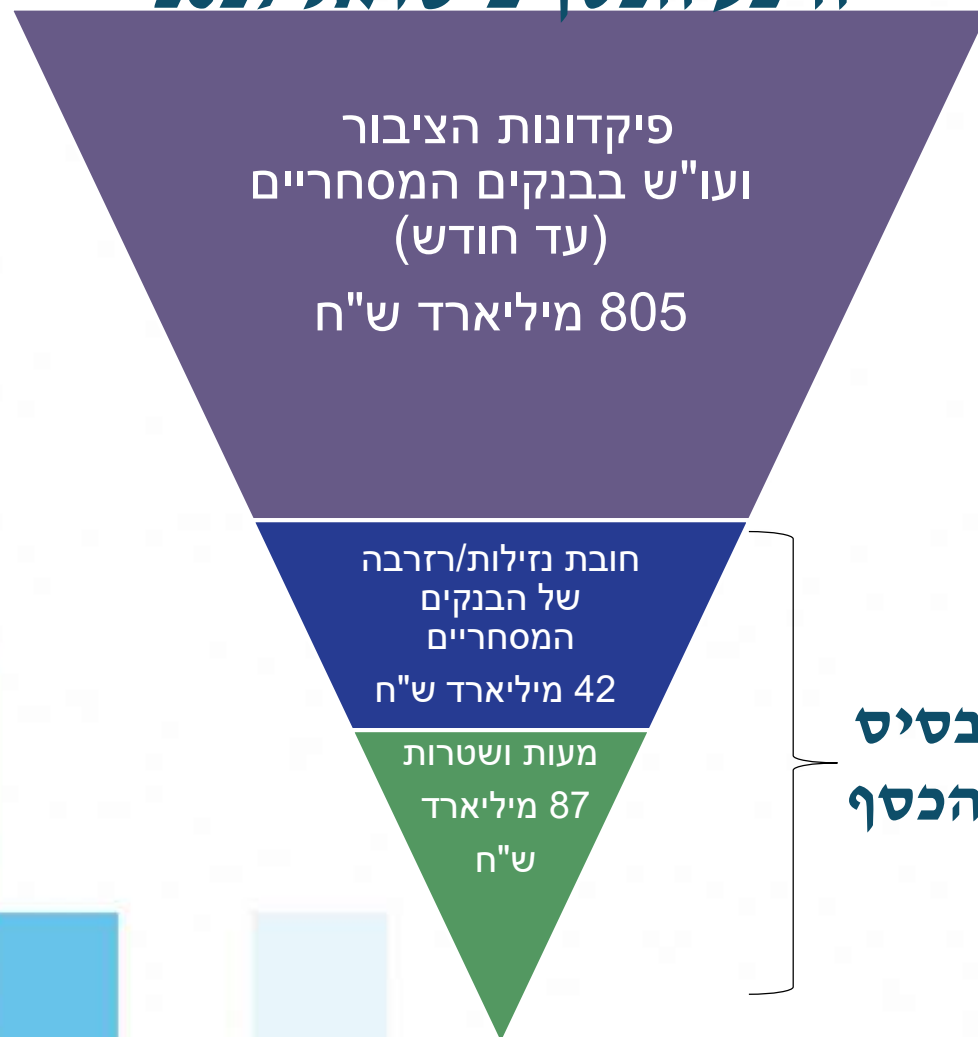 פיקדונות הציבור
ועו"ש בבנקים המסחריים
(עד חודש)
805 מיליארד ש"ח
חובת נזילות/רזרבה
של הבנקים
המסחריים
42 מיליארד ש"ח
מעות ושטרות
87 מיליארד
ש"ח
בסיס
הכסף